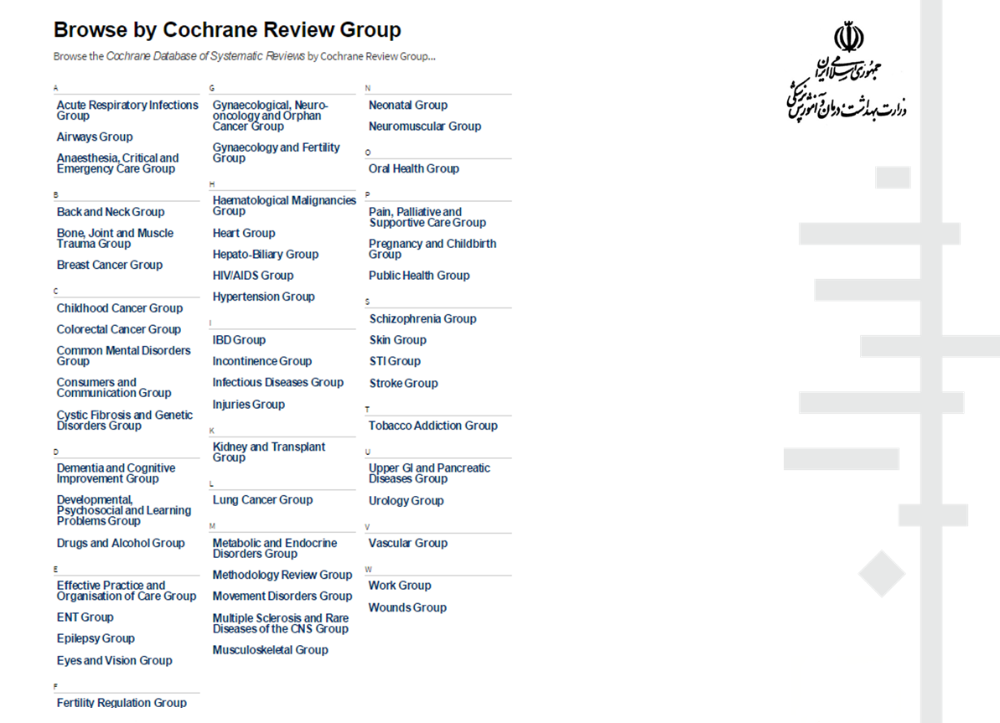 Browse by Cochrane Review Group
Browse the Cochrane Database of Systematic Reviews by Cochrane Review Group...
A
Acute Respiratory Infections
Group
Airways Group
Anaesthesia, Critical and
Emergency Care Group
B
Back and Neck Group
Bone, Joint and Muscle
Trauma Group
Breast Cancer Group
C
Childhood Cancer Group
Colorectal Cancer Group
Common Mental Disorders
Group
Consumers and
Communication Group
Cystic Fibrosis and Genetic
Disorders Group
D
Dementia and Cognitive
Improvement Group
Developmental,
Psychosocial and Learning
Problems Group
Drugs and Alcohol Group
E
Effective Practice and
Organisation of Care Group
ENT Group
Epilepsy Group
Eyes and Vision Group
F
Fertility Regulation Group
G
Gynaecological, Neuro-
oncology and Orphan
Cancer Group
Gynaecology and Fertility
Group
H
Haematological Malignancies
Group
Heart Group
Hepato-Biliary Group
HIV/AIDS Group
Hypertension Group
I
IBD Group
Incontinence Group
Infectious Diseases Group
Injuries Group
K
Kidney and Transplant
Group
L
Lung Cancer Group
M
Metabolic and Endocrine
Disorders Group
Methodology Review Group
Movement Disorders Group
Multiple Sclerosis and Rare
Diseases of the CNS Group
Musculoskeletal Group
N
Neonatal Group
Neuromuscular Group
O
Oral Health Group
P
Pain, Palliative and
Supportive Care Group
Pregnancy and Childbirth
Group
Public Health Group
S
Schizophrenia Group
Skin Group
STI Group
Stroke Group
T
Tobacco Addiction Group
U
Upper GI and Pancreatic
Diseases Group
Urology Group
V
Vascular Group
W
Work Group
Wounds Group
جمهوری اسلامی ایران
وزارت بهداشت درمان و آموزش پزشکی